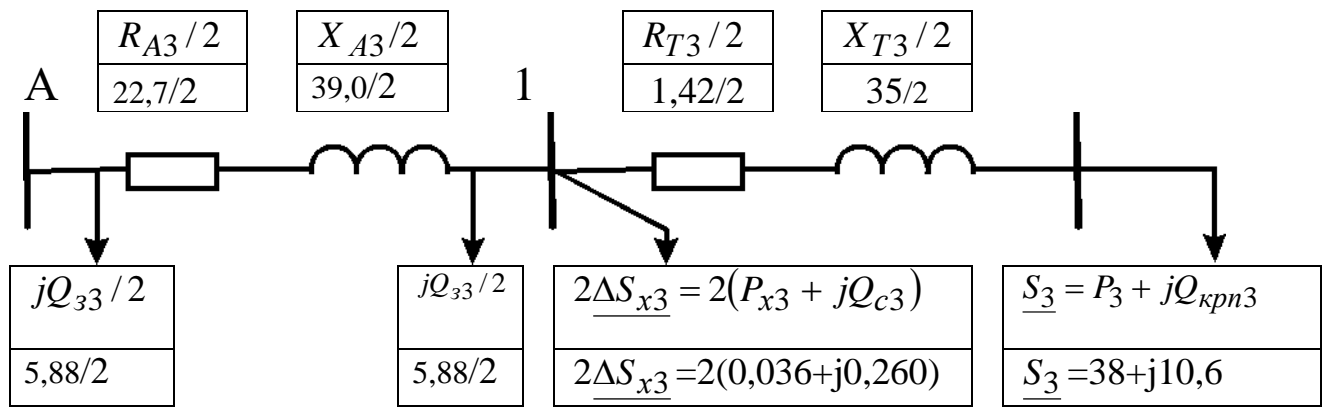 R_{A3} / 2
X_{A3}/2
R_{T3} / 2
X_{T3} / 2
22,7/2
39,0/2
1,42/2
35/2
A
1
jQ_{з3} / 2
jQ_{з3} / 2
2ΔS_{x3} = 2(P_{x3} + jQ_{c3})
S_3 = P_3 + jQ_{крп3}
5,88/2
5,88/2
2ΔS_{x3} =2(0,036+j0,260)
S_3 =38+j10,6